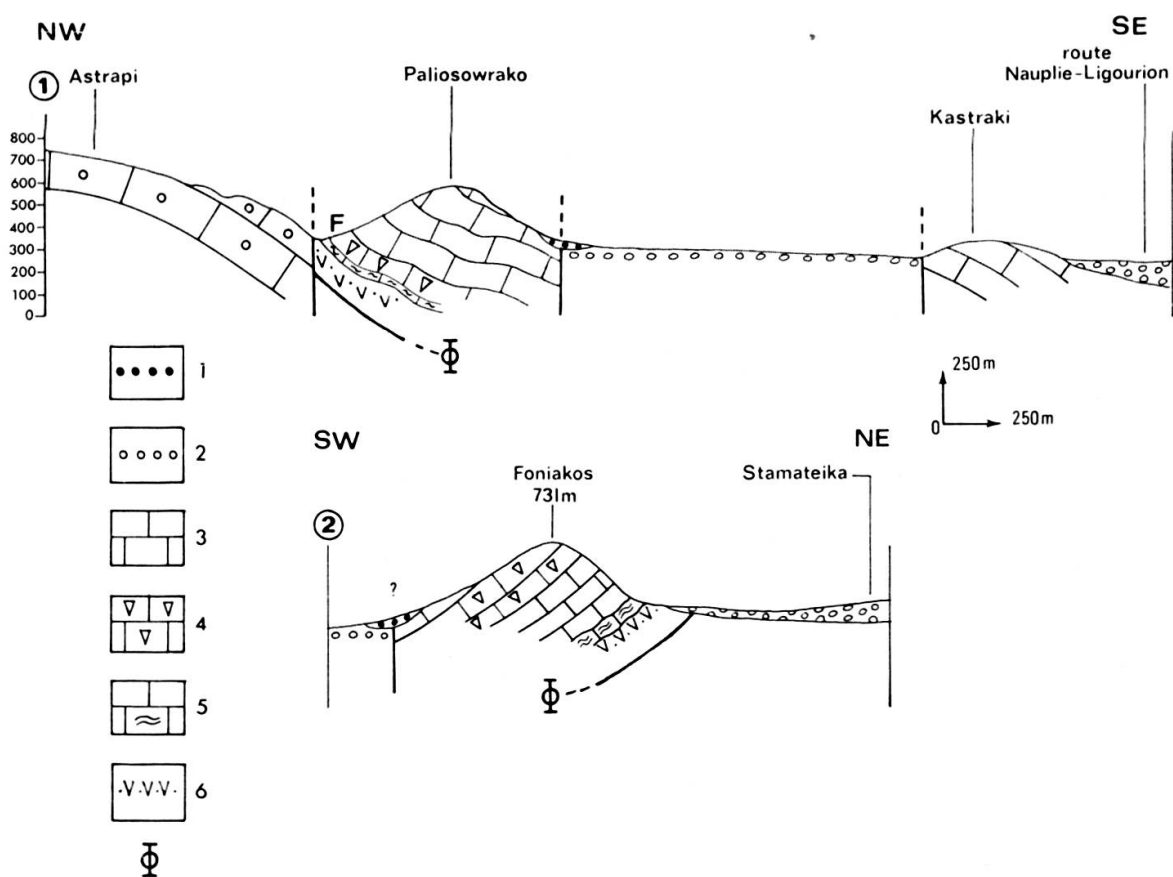 NW
SE
① Astrapi
Paliosowrako
route
Nauplie-Ligourion
Kastraki
800
700
600
500
400
300
200
100
0
F
Φ
1
2
3
4
5
6
Φ
250m
0
250m
SW
NE
②
Foniakos
731m
Stamateika
?
Φ